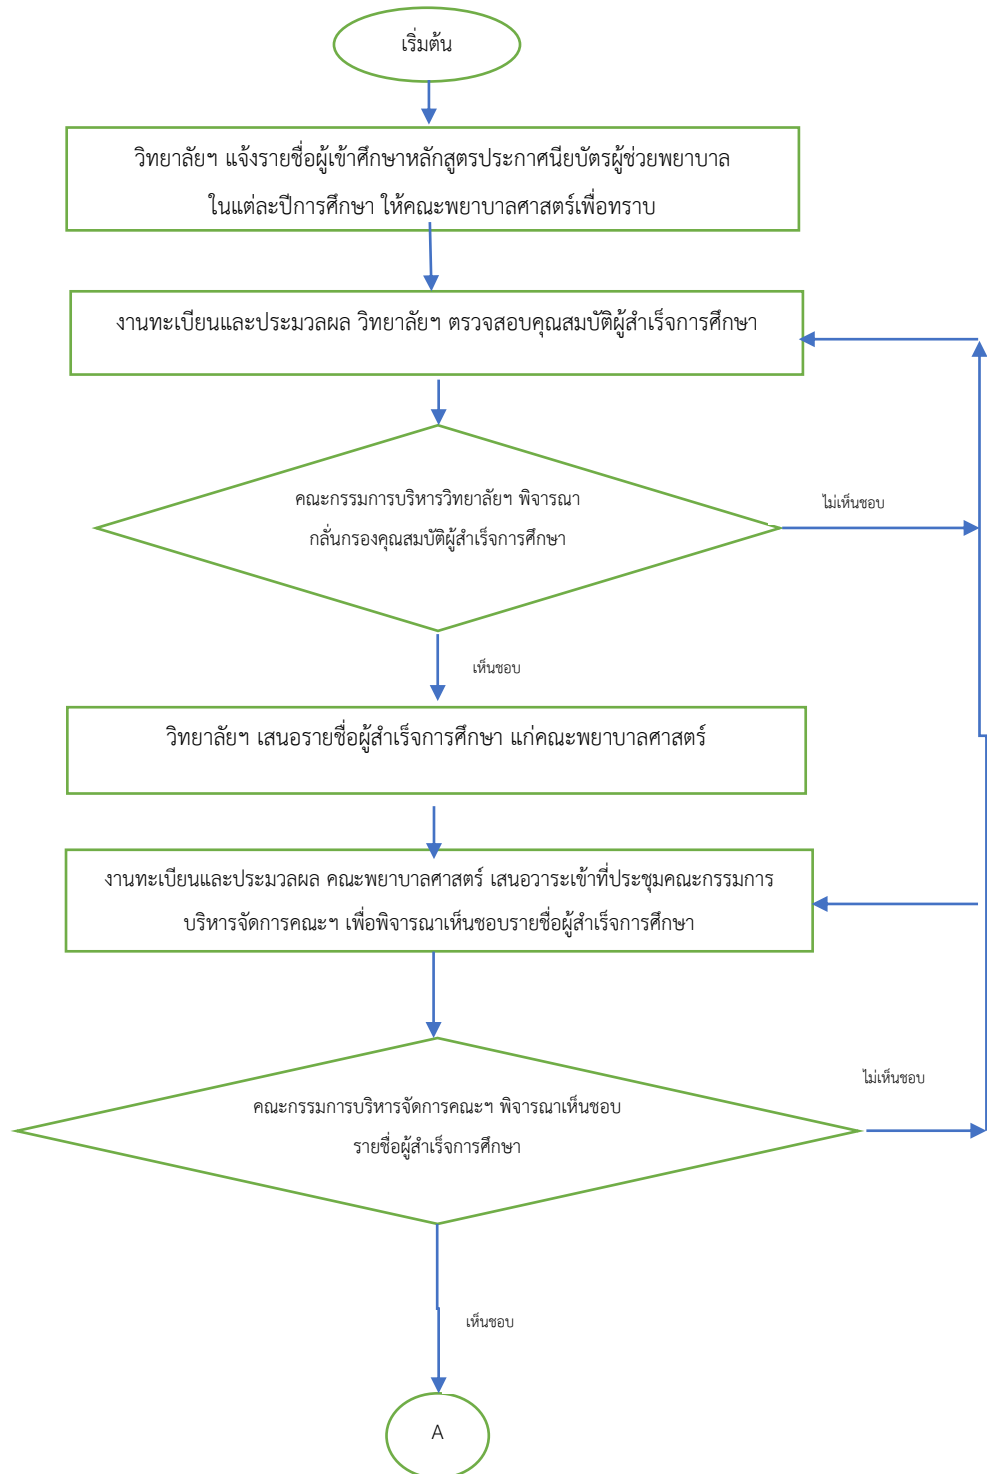 เริ่มต้น
วิทยาลัยฯ แจ้งรายชื่อผู้เข้าศึกษาหลักสูตรประกาศนียบัตรผู้ช่วยพยาบาล
ในแต่ละปีการศึกษา ให้คณะพยาบาลศาสตร์เพื่อทราบ
งานทะเบียนและประมวลผล วิทยาลัยฯ ตรวจสอบคุณสมบัติผู้สำเร็จการศึกษา
คณะกรรมการบริหารวิทยาลัยฯ พิจารณา
กลั่นกรองคุณสมบัติผู้สำเร็จการศึกษา
ไม่เห็นชอบ
เห็นชอบ
วิทยาลัยฯ เสนอรายชื่อผู้สำเร็จการศึกษา แก่คณะพยาบาลศาสตร์
งานทะเบียนและประมวลผล คณะพยาบาลศาสตร์ เสนอวาระเข้าที่ประชุมคณะกรรมการ
บริหารจัดการคณะฯ เพื่อพิจารณาเห็นชอบรายชื่อผู้สำเร็จการศึกษา
ไม่เห็นชอบ
คณะกรรมการบริหารจัดการคณะฯ พิจารณาเห็นชอบ
รายชื่อผู้สำเร็จการศึกษา
เห็นชอบ
A